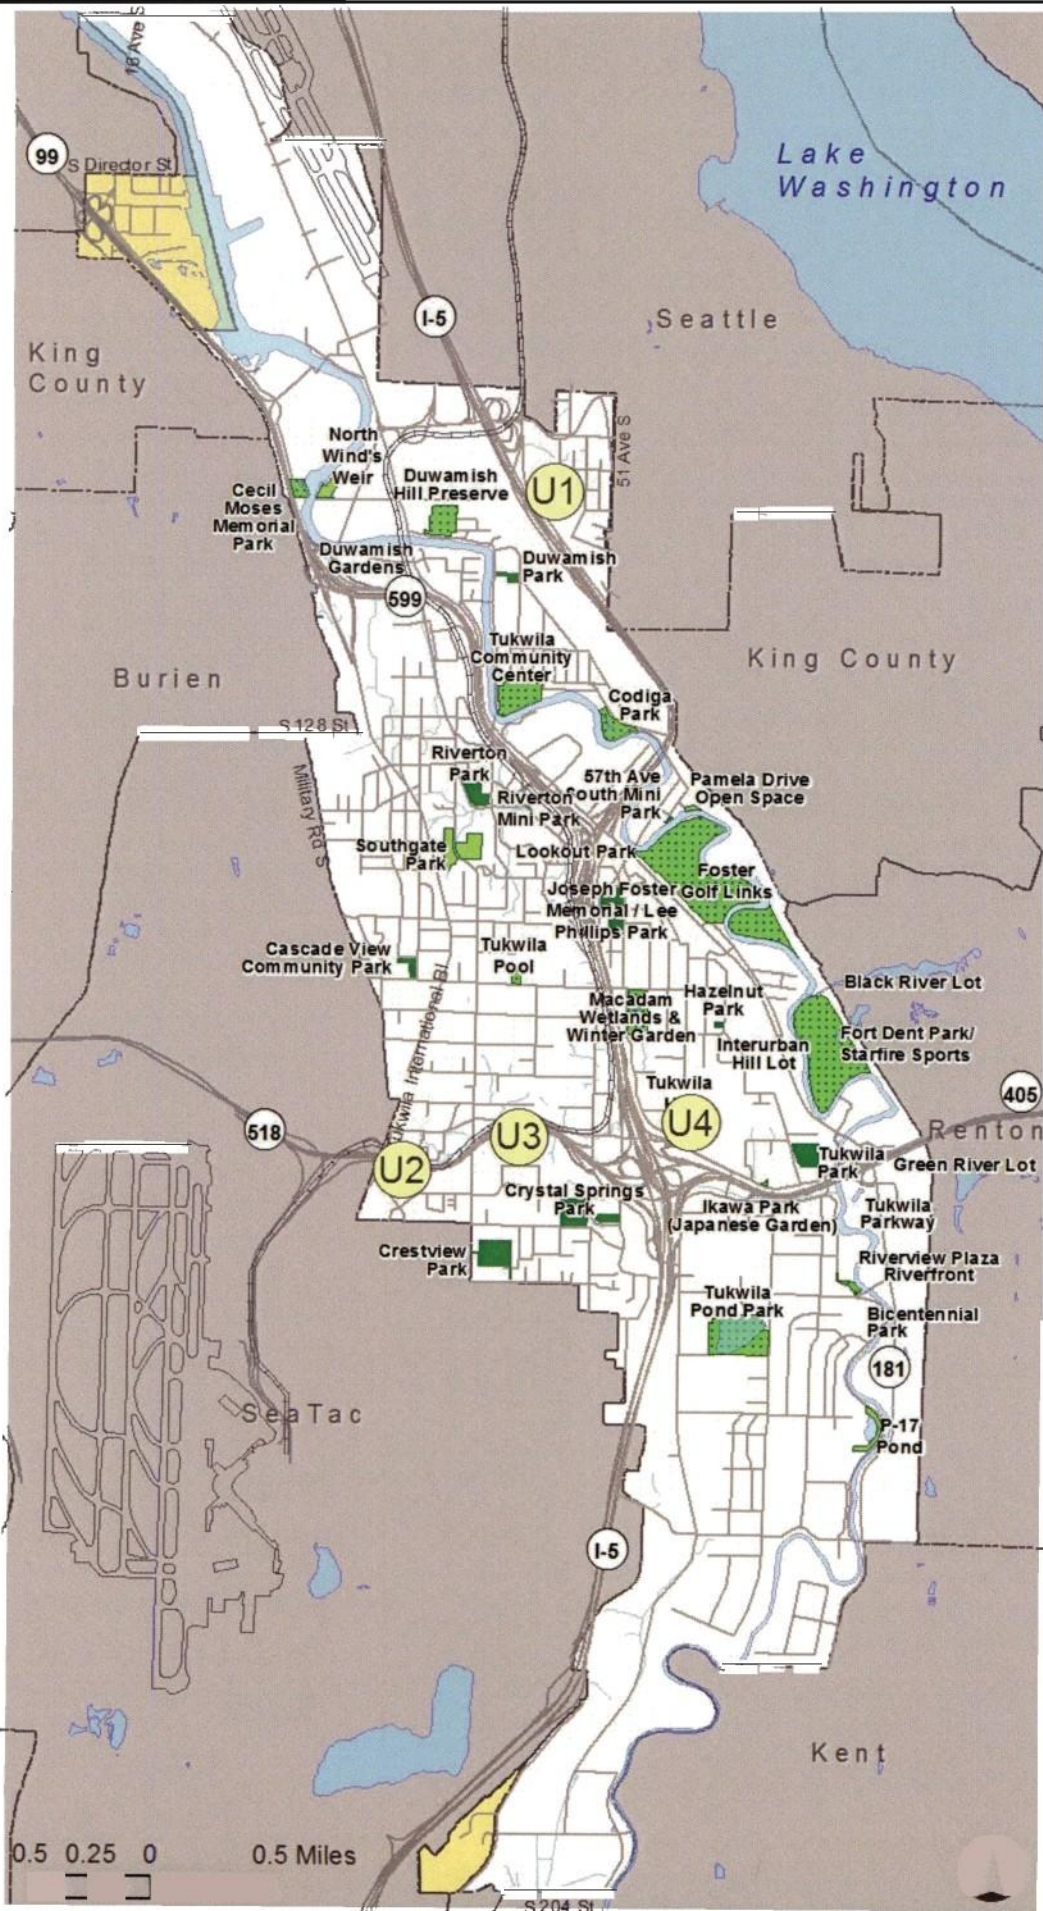 16 Ave S
99
S Director St
Lake
Washington
I-5
Seattle
King
County
51 Ave S
North
Wind's
Weir
Duwamish
Hill Preserve
U1
Cecil
Moses
Memorial
Park
Duwamish
Gardens
Duwamish
Park
599
Tukwila
Community
Center
King County
Burien
Codiga
Park
S 128 St
Military Rd S
Riverton
Park
Riverton
Mini Park
57th Ave
South Mini
Park
Pamela Drive
Open Space
Southgate
Park
Lookout Park
Foster
Golf Links
Joseph Foster
Memorial / Lee
Phillips Park
Cascade View
Community Park
Tukwila
Pool
Tukwila International Bl
Macadam
Wetlands &
Winter Garden
Hazelnut
Park
Black River Lot
Interurban
Hill Lot
Fort Dent Park/
Starfire Sports
405
Tukwila
518
U2
U3
U4
Renton
Tukwila
Park
Green River Lot
Crystal Springs
Park
Ikawa Park
(Japanese Garden)
Tukwila
Parkway
Crestview
Park
Riverview Plaza
Riverfront
Tukwila
Pond Park
Bicentennial
Park
181
SeaTac
P-17
Pond
I-5
Kent
0.5 0.25 0 0.5 Miles
S 204 St